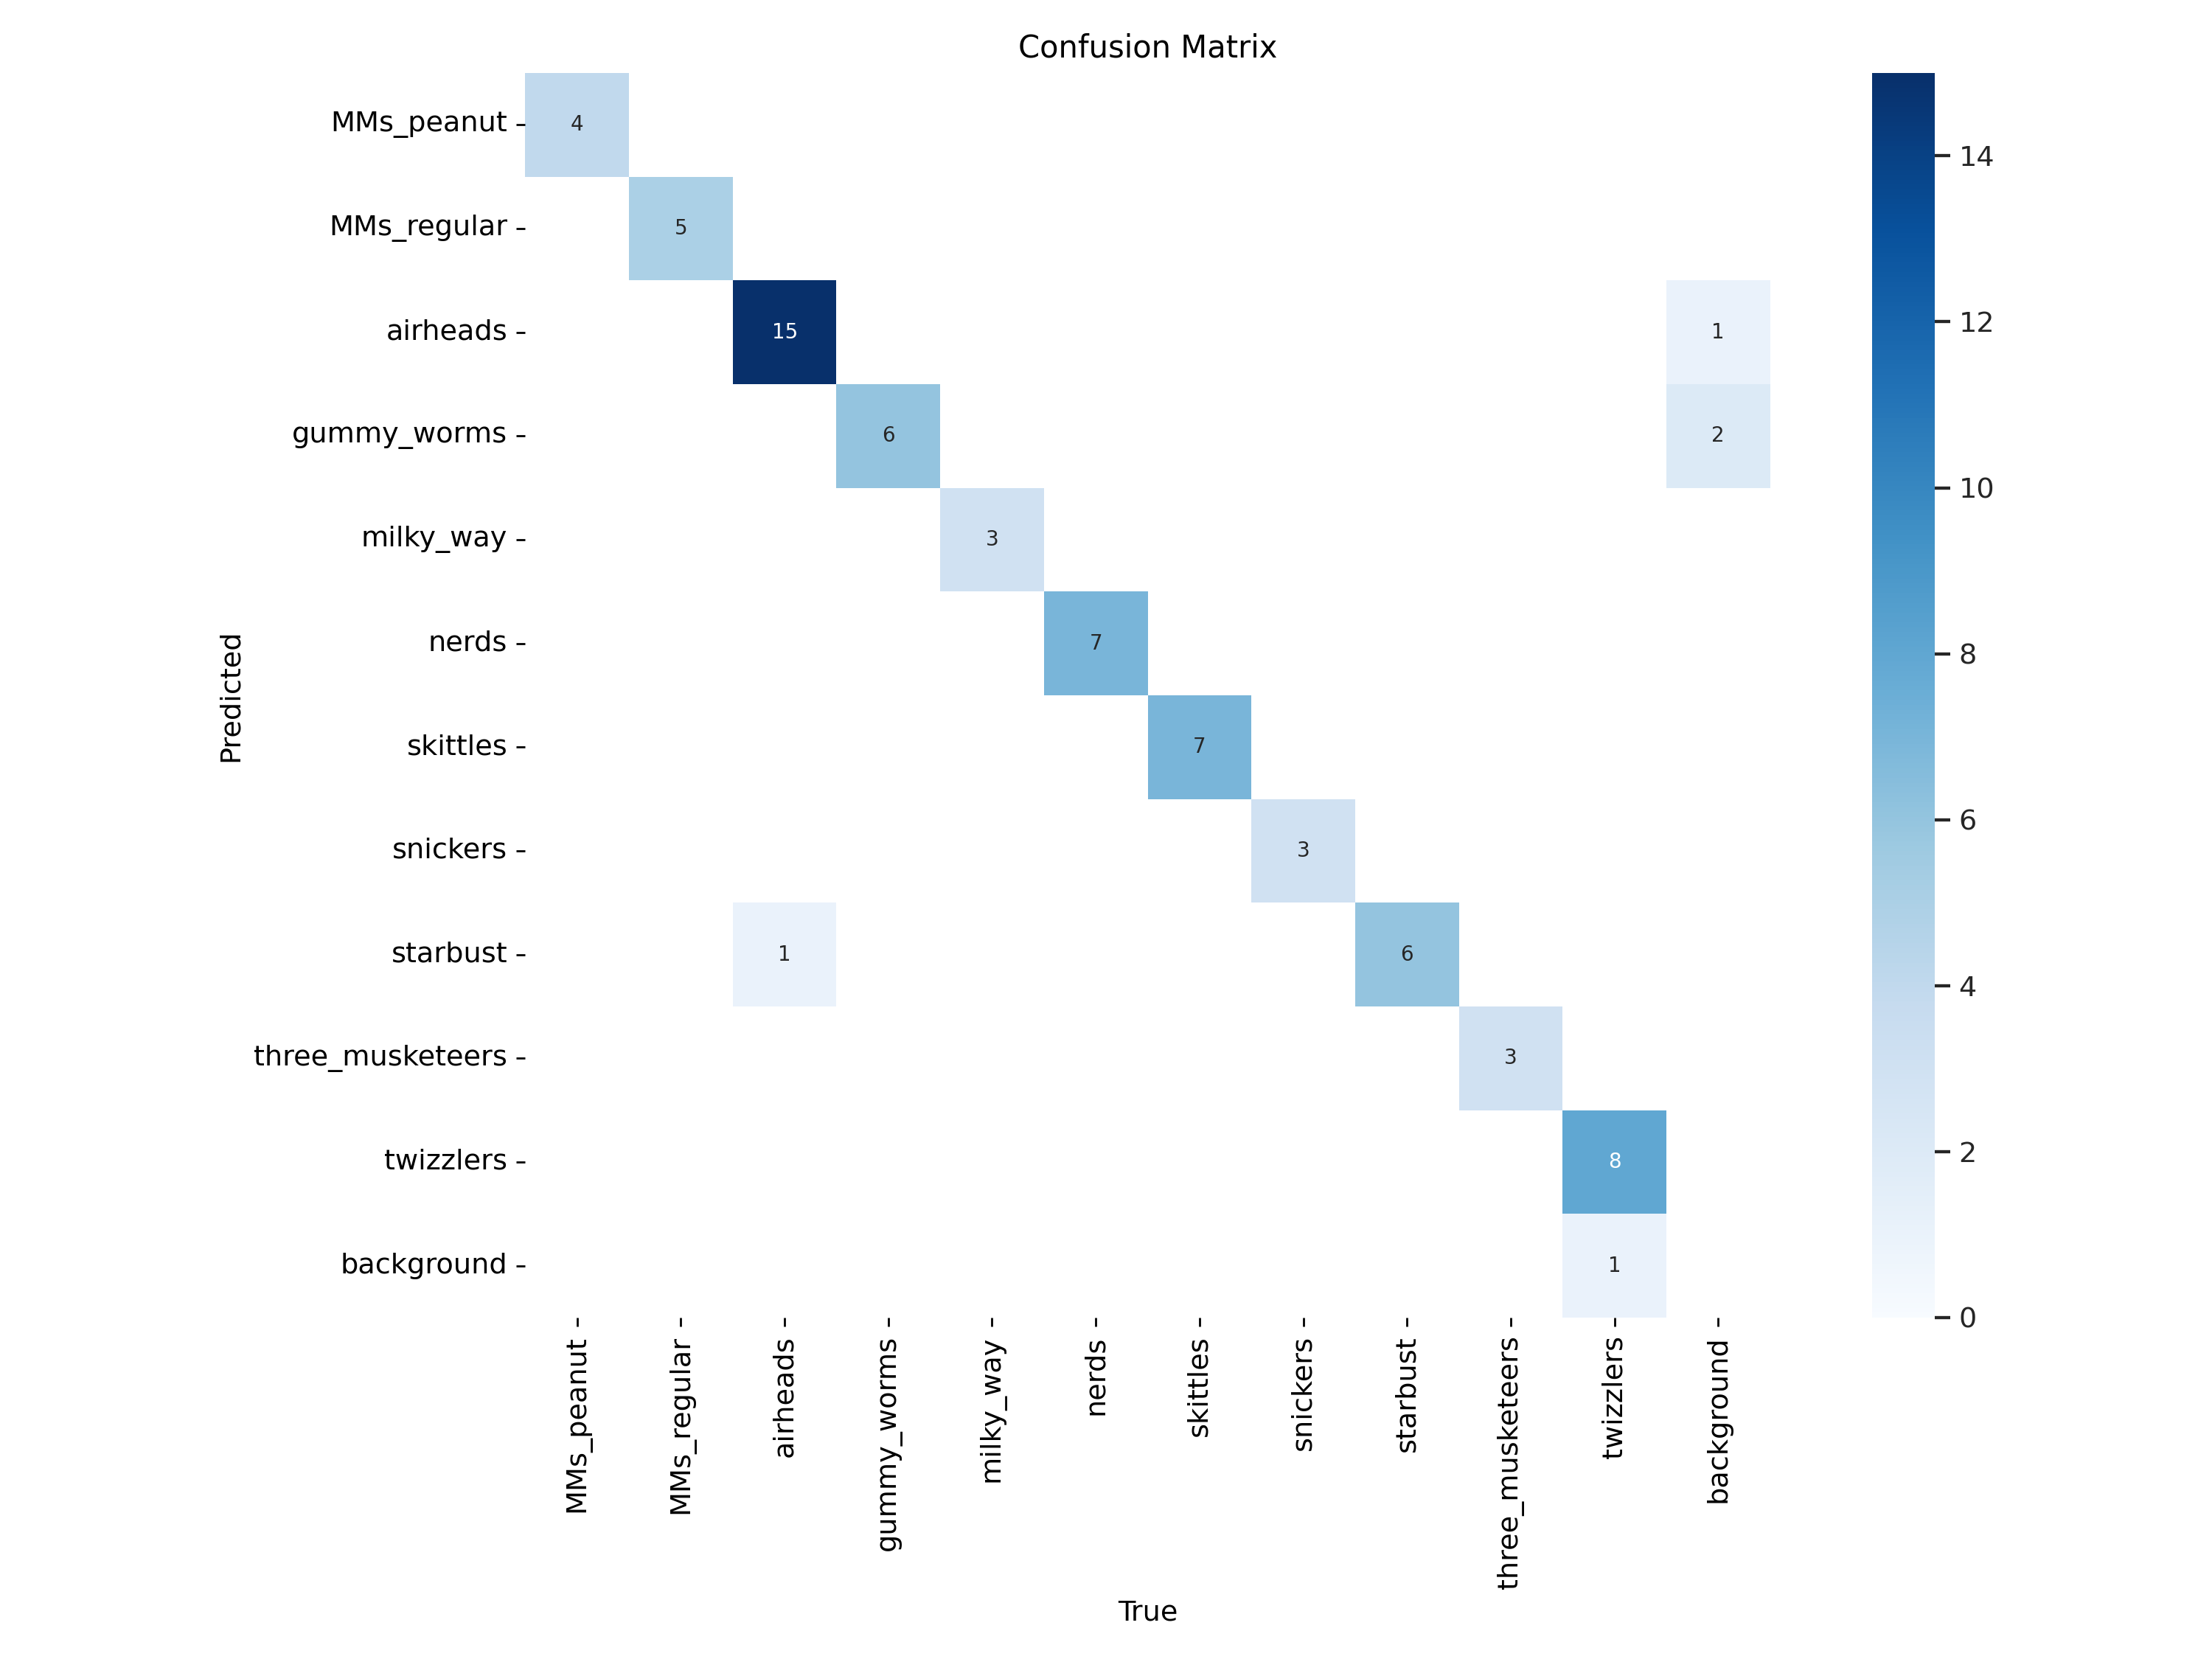 Confusion Matrix
MMs_peanut
4
14
MMs_regular
5
airheads
15
1
12
gummy_worms
6
2
10
milky_way
3
nerds
7
8
Predicted
skittles
7
snickers
3
6
starbust
1
6
4
three_musketeers
3
twizzlers
8
2
background
1
0
MMs_peanut
MMs_regular
airheads
gummy_worms
milky_way
nerds
skittles
snickers
starbust
three_musketeers
twizzlers
background
True